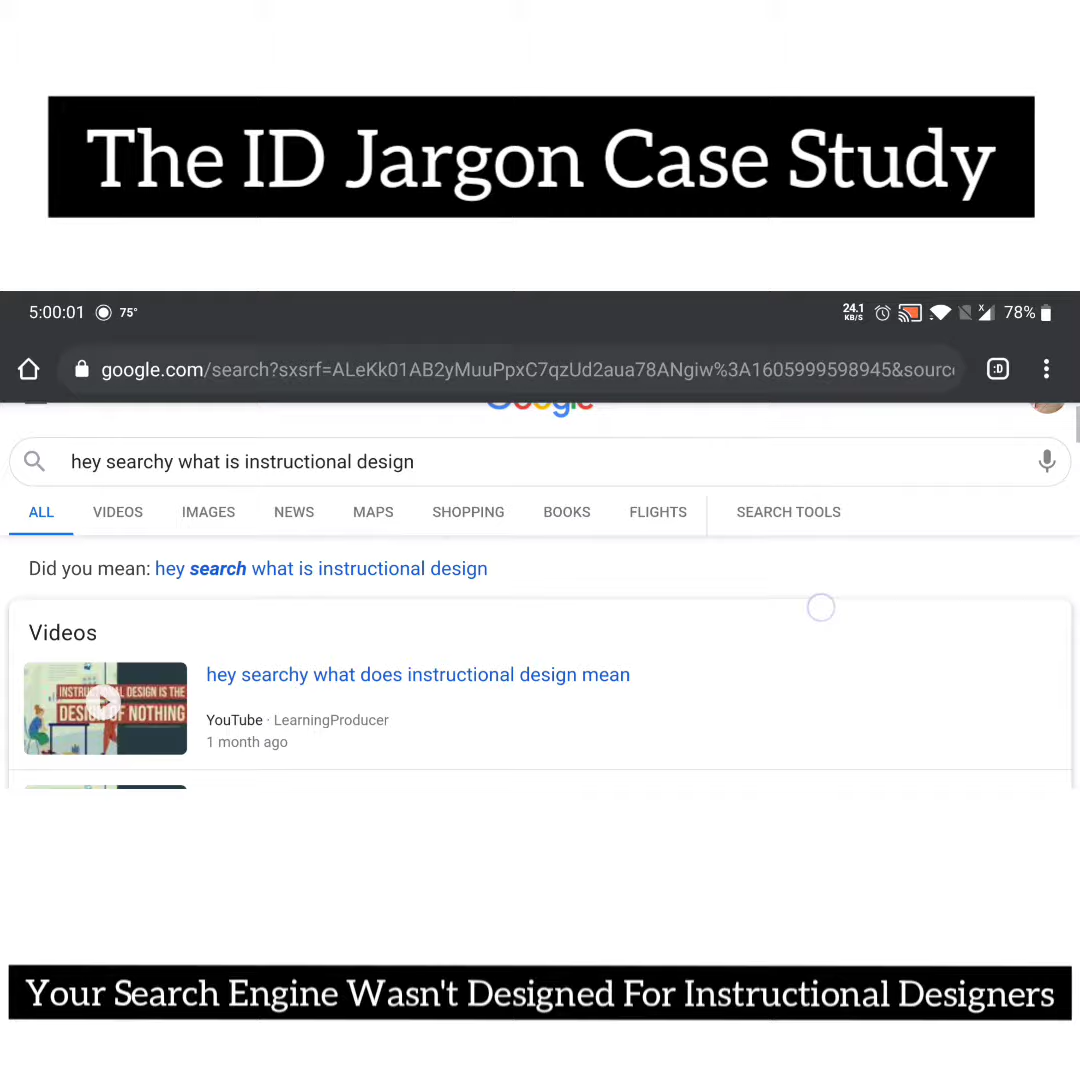 The ID Jargon Case Study
5:00:01 75° 24.1 KB/S X 78%
google.com/search?sxsrf=ALeKk01AB2yMuuPpxC7qzUd2aua78ANgiw%3A1605999598945&sourc :D
Google
hey searchy what is instructional design
ALL VIDEOS IMAGES NEWS MAPS SHOPPING BOOKS FLIGHTS SEARCH TOOLS
Did you mean: hey search what is instructional design
Videos
hey searchy what does instructional design mean
INSTRUCTIONAL DESIGN IS THE
DESIGN OF NOTHING
YouTube · LearningProducer
1 month ago
Your Search Engine Wasn't Designed For Instructional Designers